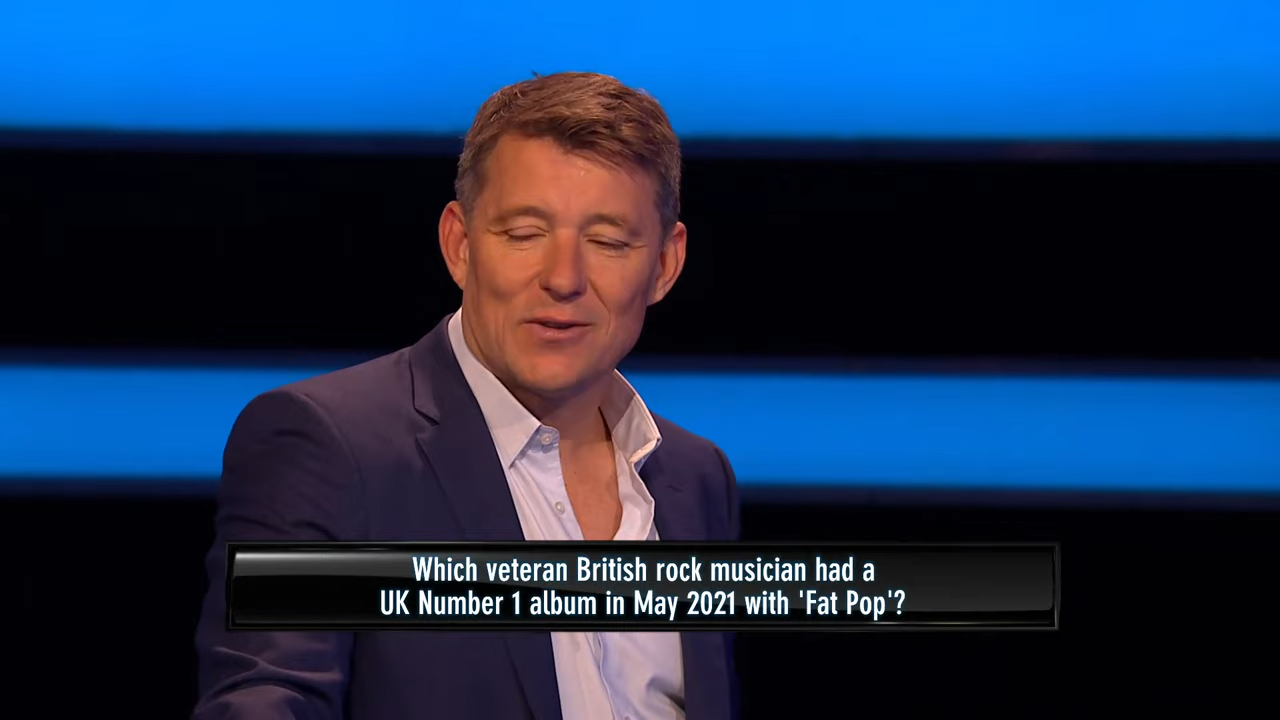 Which veteran British rock musician had a
UK Number 1 album in May 2021 with 'Fat Pop'?